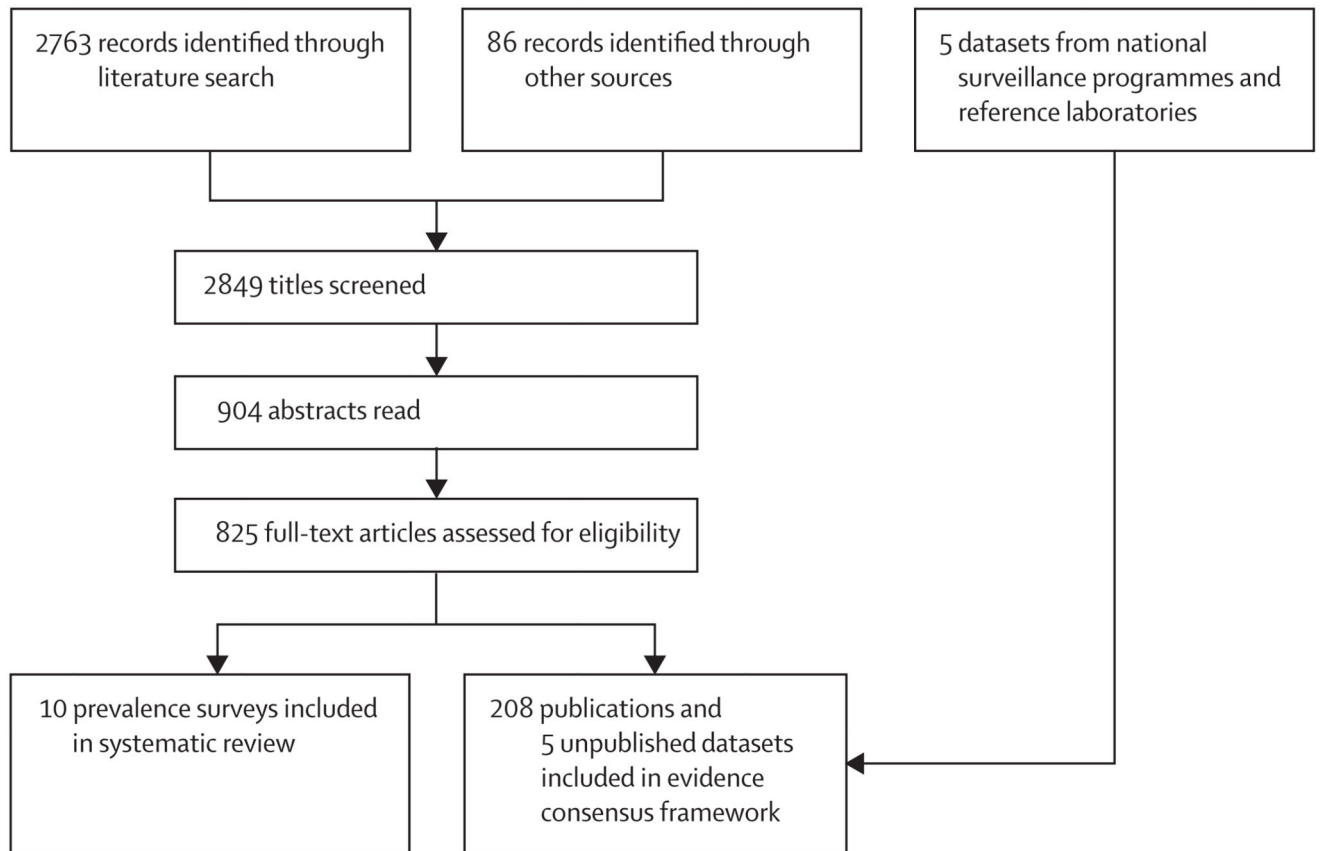 2763 records identified through
literature search
86 records identified through
other sources
5 datasets from national
surveillance programmes and
reference laboratories
2849 titles screened
904 abstracts read
825 full-text articles assessed for eligibility
10 prevalence surveys included
in systematic review
208 publications and
5 unpublished datasets
included in evidence
consensus framework